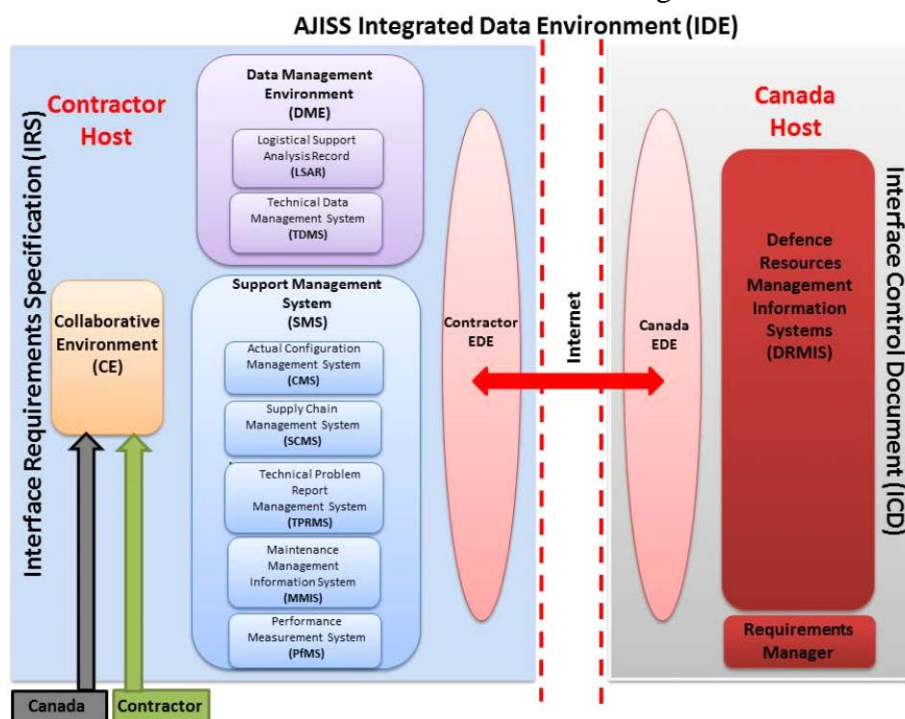 AJISS Integrated Data Environment (IDE)
Interface Requirements Specification (IRS)
Contractor
Host
Data Management
Environment
(DME)
Logistical Support
Analysis Record
(LSAR)
Technical Data
Management System
(TDMS)
Collaborative
Environment
(CE)
Support Management
System
(SMS)
Actual Configuration
Management System
(CMS)
Supply Chain
Management System
(SCMS)
Technical Problem
Report
Management System
(TPRMS)
Maintenance
Management
Information System
(MMIS)
Performance
Measurement System
(PfMS)
Contractor
EDE
Internet
Canada
EDE
Canada
Host
Defence
Resources
Management
Information
Systems
(DRMIS)
Requirements
Manager
Interface Control Document (ICD)
Canada
Contractor